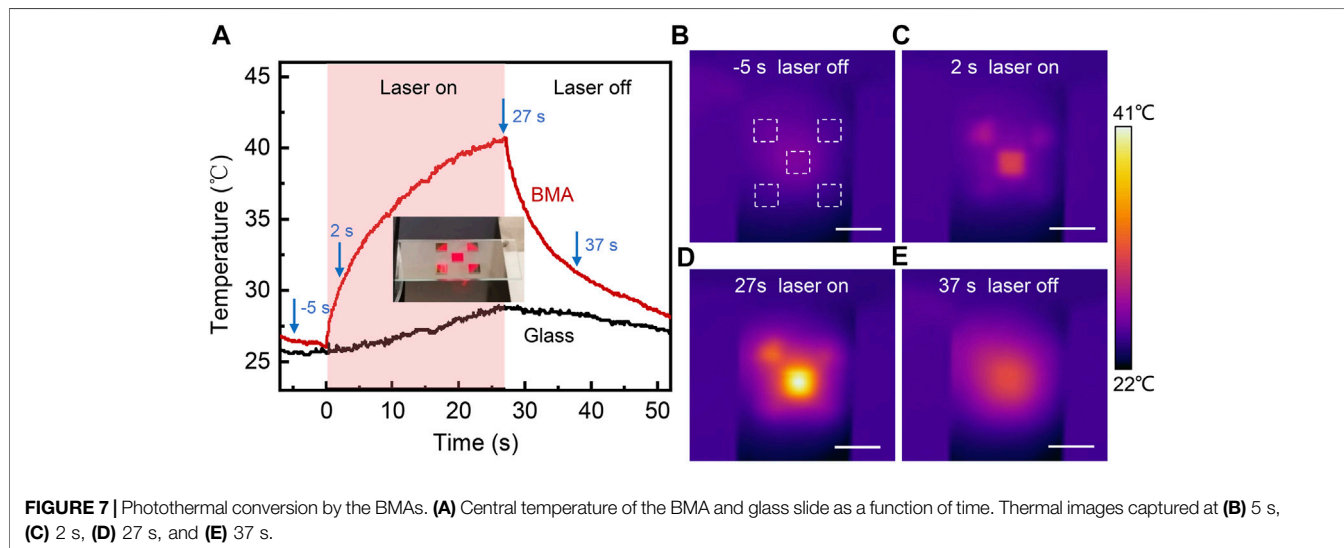 A
B
C
D
E
45
40
35
30
25
Temperature (℃)
0
10
20
30
40
50
Time (s)
Laser on
Laser off
-5 s
2 s
27 s
37 s
BMA
Glass
-5 s laser off
2 s laser on
27s laser on
37 s laser off
41℃
22℃
FIGURE 7 | Photothermal conversion by the BMAs. (A) Central temperature of the BMA and glass slide as a function of time. Thermal images captured at (B) 5 s,
(C) 2 s, (D) 27 s, and (E) 37 s.